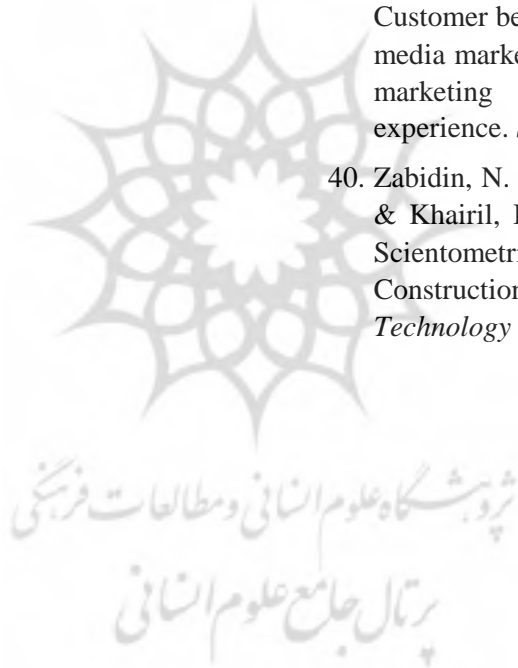 Customer be
media marke
marketing
experience.
40. Zabidin, N.
& Khairil,
Scientometri
Construction
Technology
پژوهشگاه علوم انسانی و مطالعات فرهنگی
پرتال جامع علوم انسانی